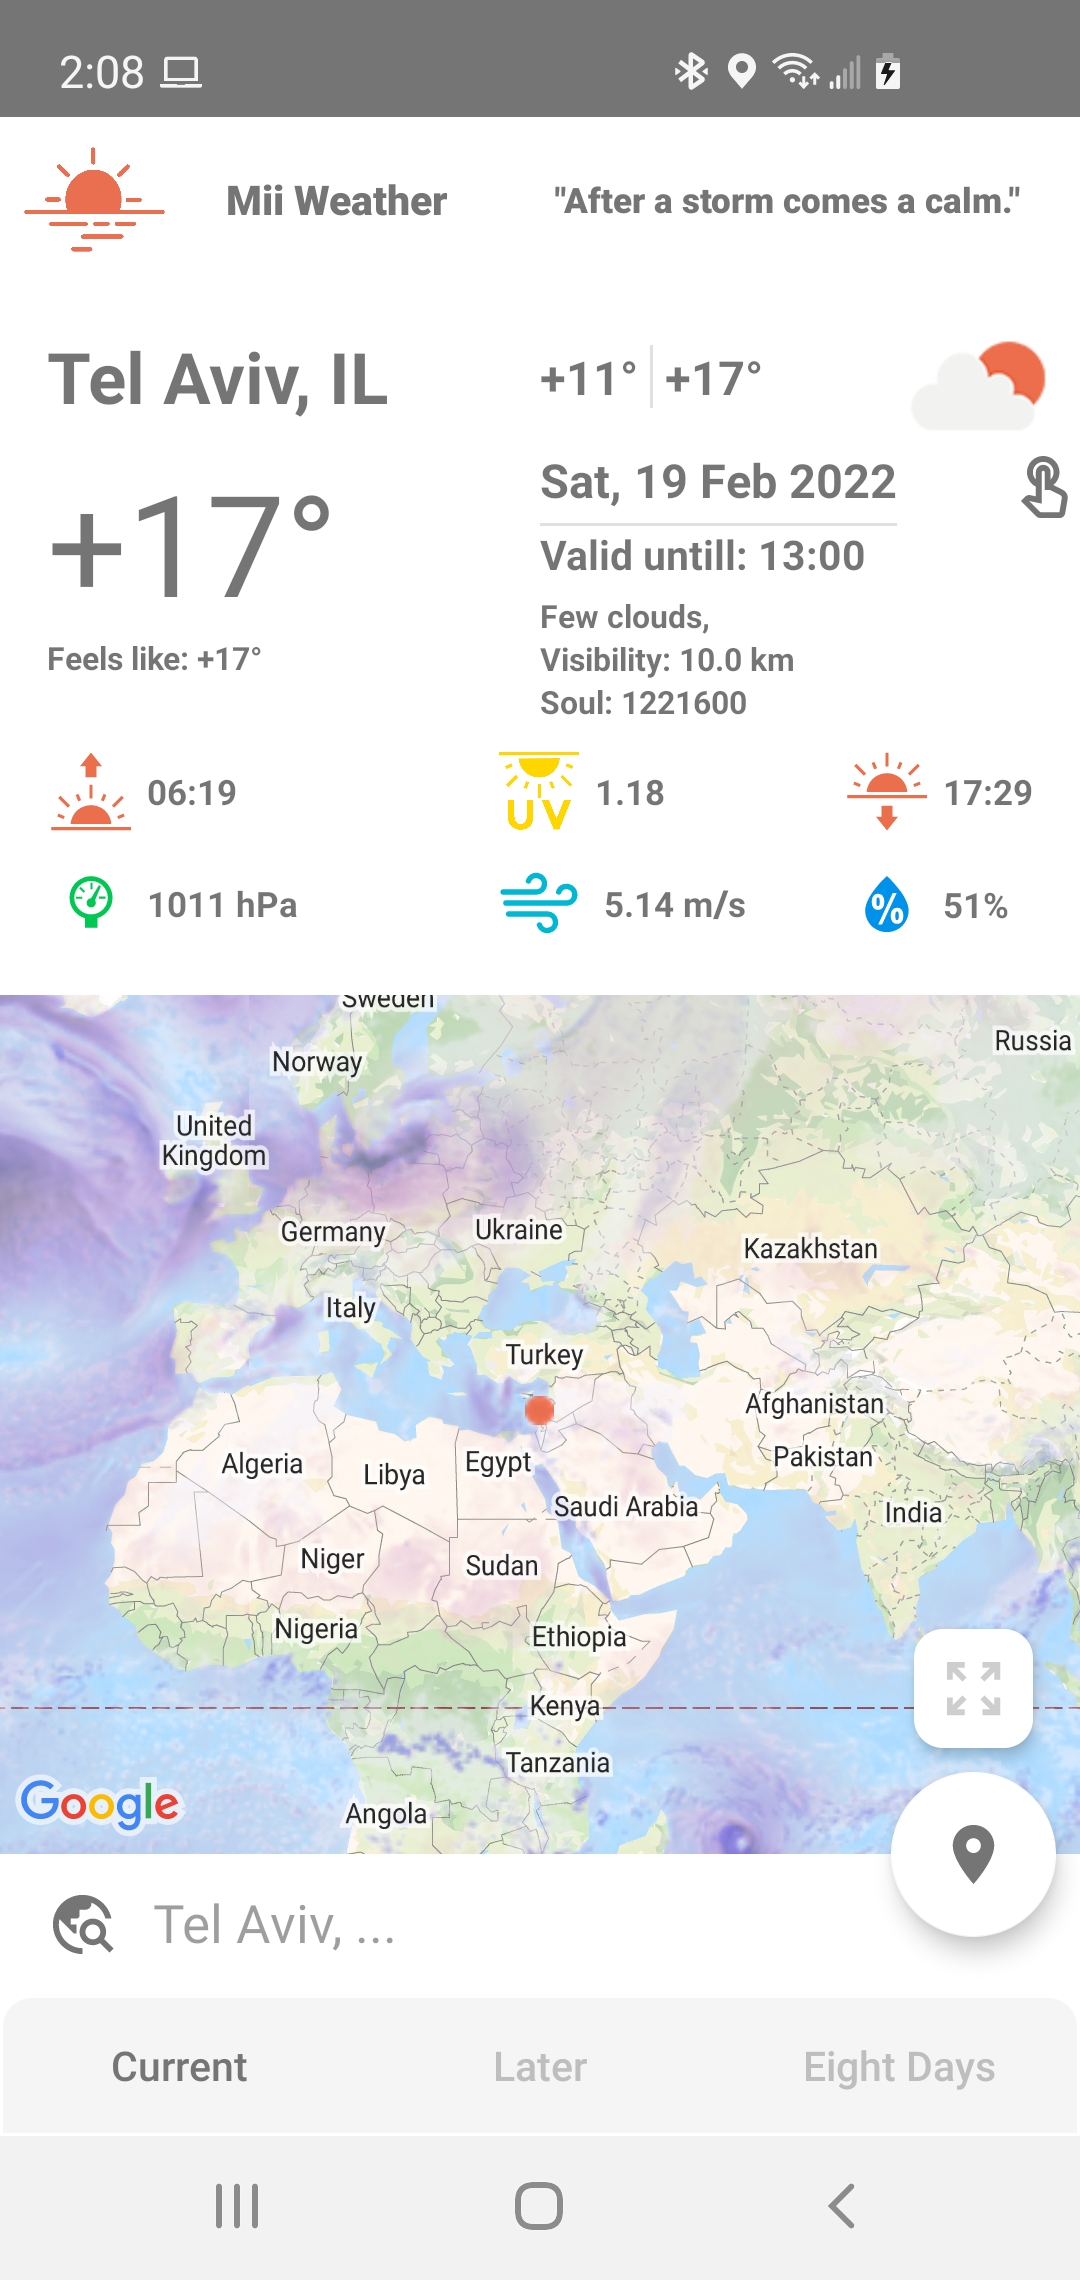 2:08
Mii Weather
"After a storm comes a calm."
Tel Aviv, IL
+11° +17°
Sat, 19 Feb 2022
+17°
Valid untill: 13:00
Few clouds,
Feels like: +17°
Visibility: 10.0 km
Soul: 1221600
06:19
UV
1.18
17:29
1011 hPa
5.14 m/s
%
51%
Sweden
Russia
Norway
United
Kingdom
Germany
Ukraine
Kazakhstan
Italy
Turkey
Afghanistan
Algeria
Libya
Egypt
Pakistan
Saudi Arabia
India
Niger
Sudan
Nigeria
Ethiopia
Kenya
Tanzania
Google
Angola
Tel Aviv, ...
Current
Later
Eight Days